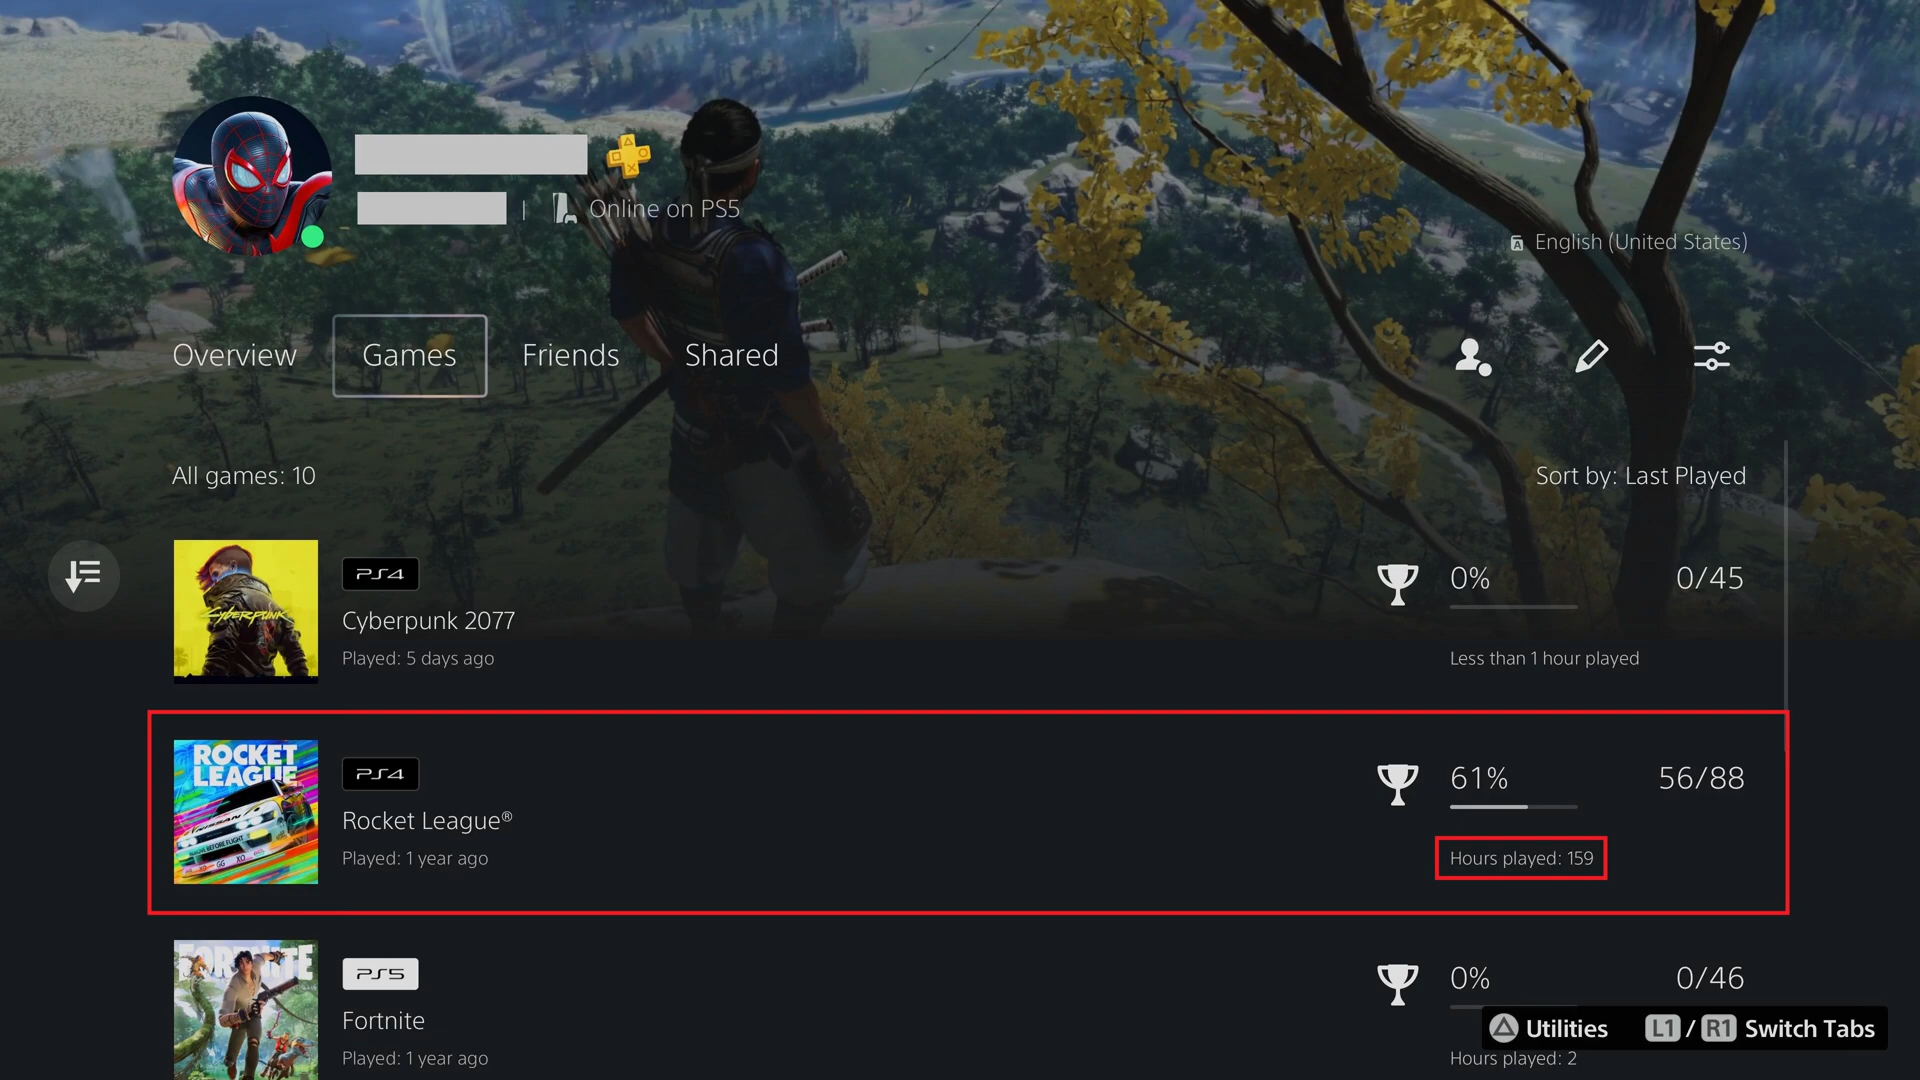 Online on PS5
English (United States)
Overview
Games
Friends
Shared
All games: 10
Sort by: Last Played
PS4
Cyberpunk 2077
Played: 5 days ago
0%
0/45
Less than 1 hour played
CYBERPUNK
ROCKET
LEAGUE
PS4
Rocket League®
Played: 1 year ago
61%
56/88
Hours played: 159
FORTNITE
PS5
Fortnite
Played: 1 year ago
0%
0/46
Hours played: 2
Utilities
L1 / R1 Switch Tabs